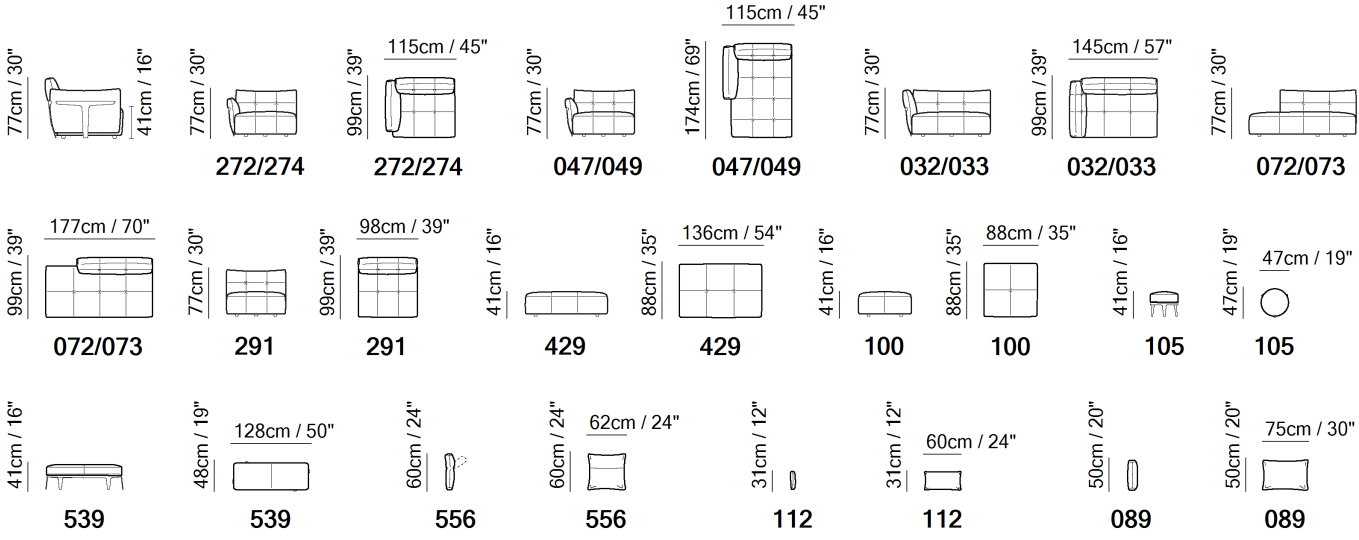 77cm / 30"
41cm / 16"
77cm / 30"
272/274
99cm / 39"
115cm / 45"
272/274
77cm / 30"
047/049
174cm / 69"
115cm / 45"
047/049
77cm / 30"
032/033
99cm / 39"
145cm / 57"
032/033
77cm / 30"
072/073
99cm / 39"
177cm / 70"
072/073
77cm / 30"
291
99cm / 39"
98cm / 39"
291
41cm / 16"
429
88cm / 35"
136cm / 54"
429
41cm / 16"
100
88cm / 35"
88cm / 35"
100
41cm / 16"
105
47cm / 19"
47cm / 19"
105
41cm / 16"
539
48cm / 19"
128cm / 50"
539
60cm / 24"
556
60cm / 24"
62cm / 24"
556
31cm / 12"
112
31cm / 12"
60cm / 24"
112
50cm / 20"
089
50cm / 20"
75cm / 30"
089